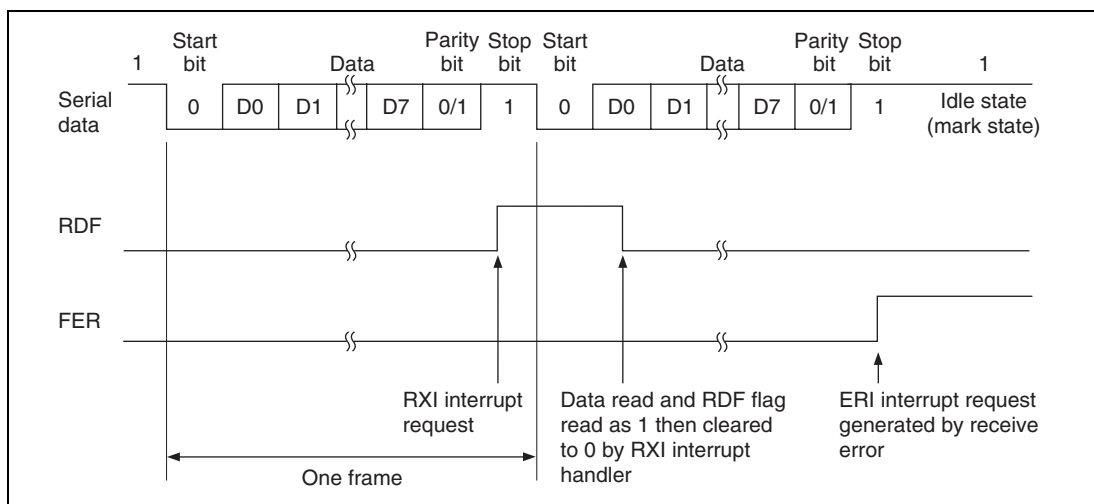 Start bit Parity bit Stop bit Start bit Parity bit Stop bit
1 Data Data 1
Serial data 0 D0 D1 D7 0/1 1 0 D0 D1 D7 0/1 1 Idle state (mark state)
RDF
FER
RXI interrupt
request
Data read and RDF flag
read as 1 then cleared
to 0 by RXI interrupt
handler
ERI interrupt request
generated by receive
error
One frame